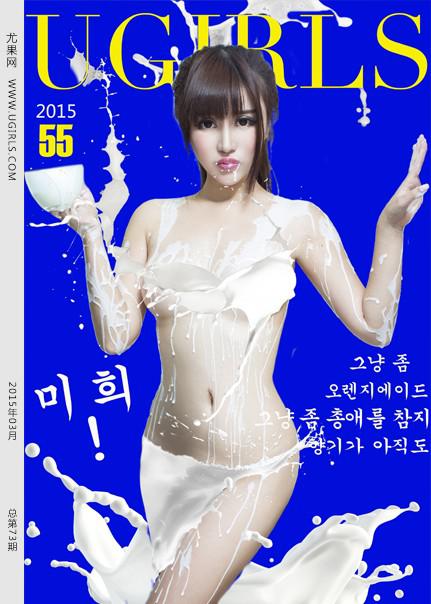 UGIRLS
尤果网 WWW.UGIRLS.COM
2015
55
미희
!
그냥 좀
오렌지에이드
그냥 좀 총애를 참지
향기가 아직도
2015年03月
总第73期